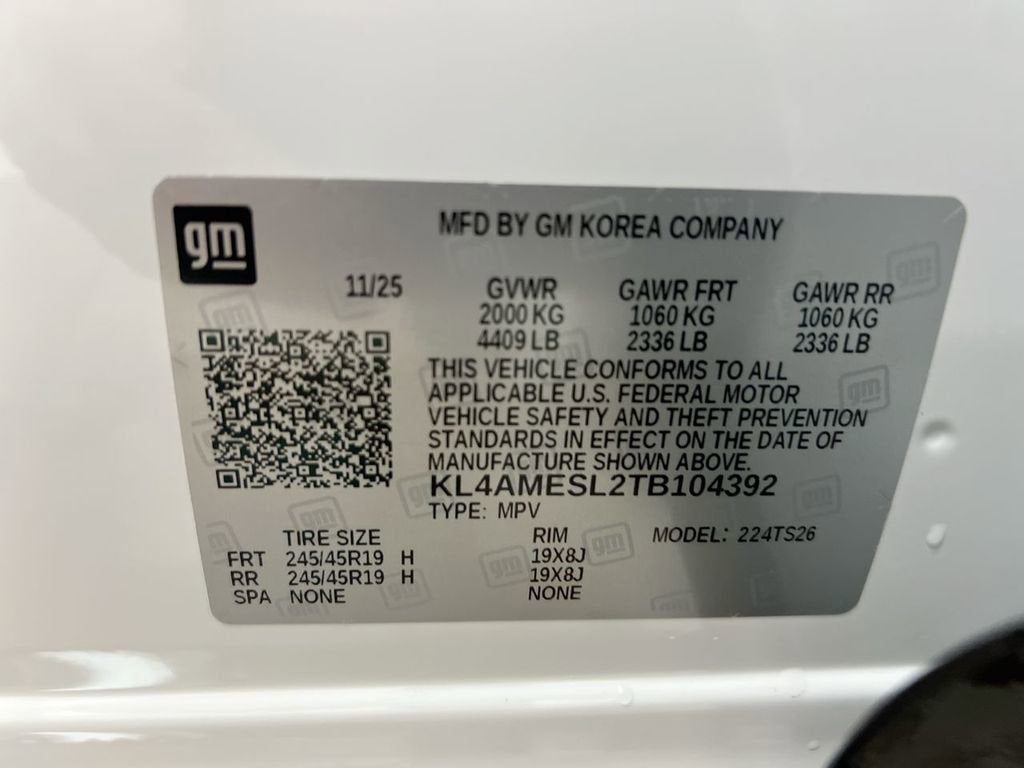 gm
MFD BY GM KOREA COMPANY
11/25 GVWR GAWR FRT GAWR RR
2000 KG 1060 KG 1060 KG
4409 LB 2336 LB 2336 LB
THIS VEHICLE CONFORMS TO ALL
APPLICABLE U.S. FEDERAL MOTOR
VEHICLE SAFETY AND THEFT PREVENTION
STANDARDS IN EFFECT ON THE DATE OF
MANUFACTURE SHOWN ABOVE.
KL4AMESL2TB104392
TYPE: MPV
TIRE SIZE RIM MODEL: 224TS26
FRT 245/45R19 H 19X8J
RR 245/45R19 H 19X8J
SPA NONE NONE